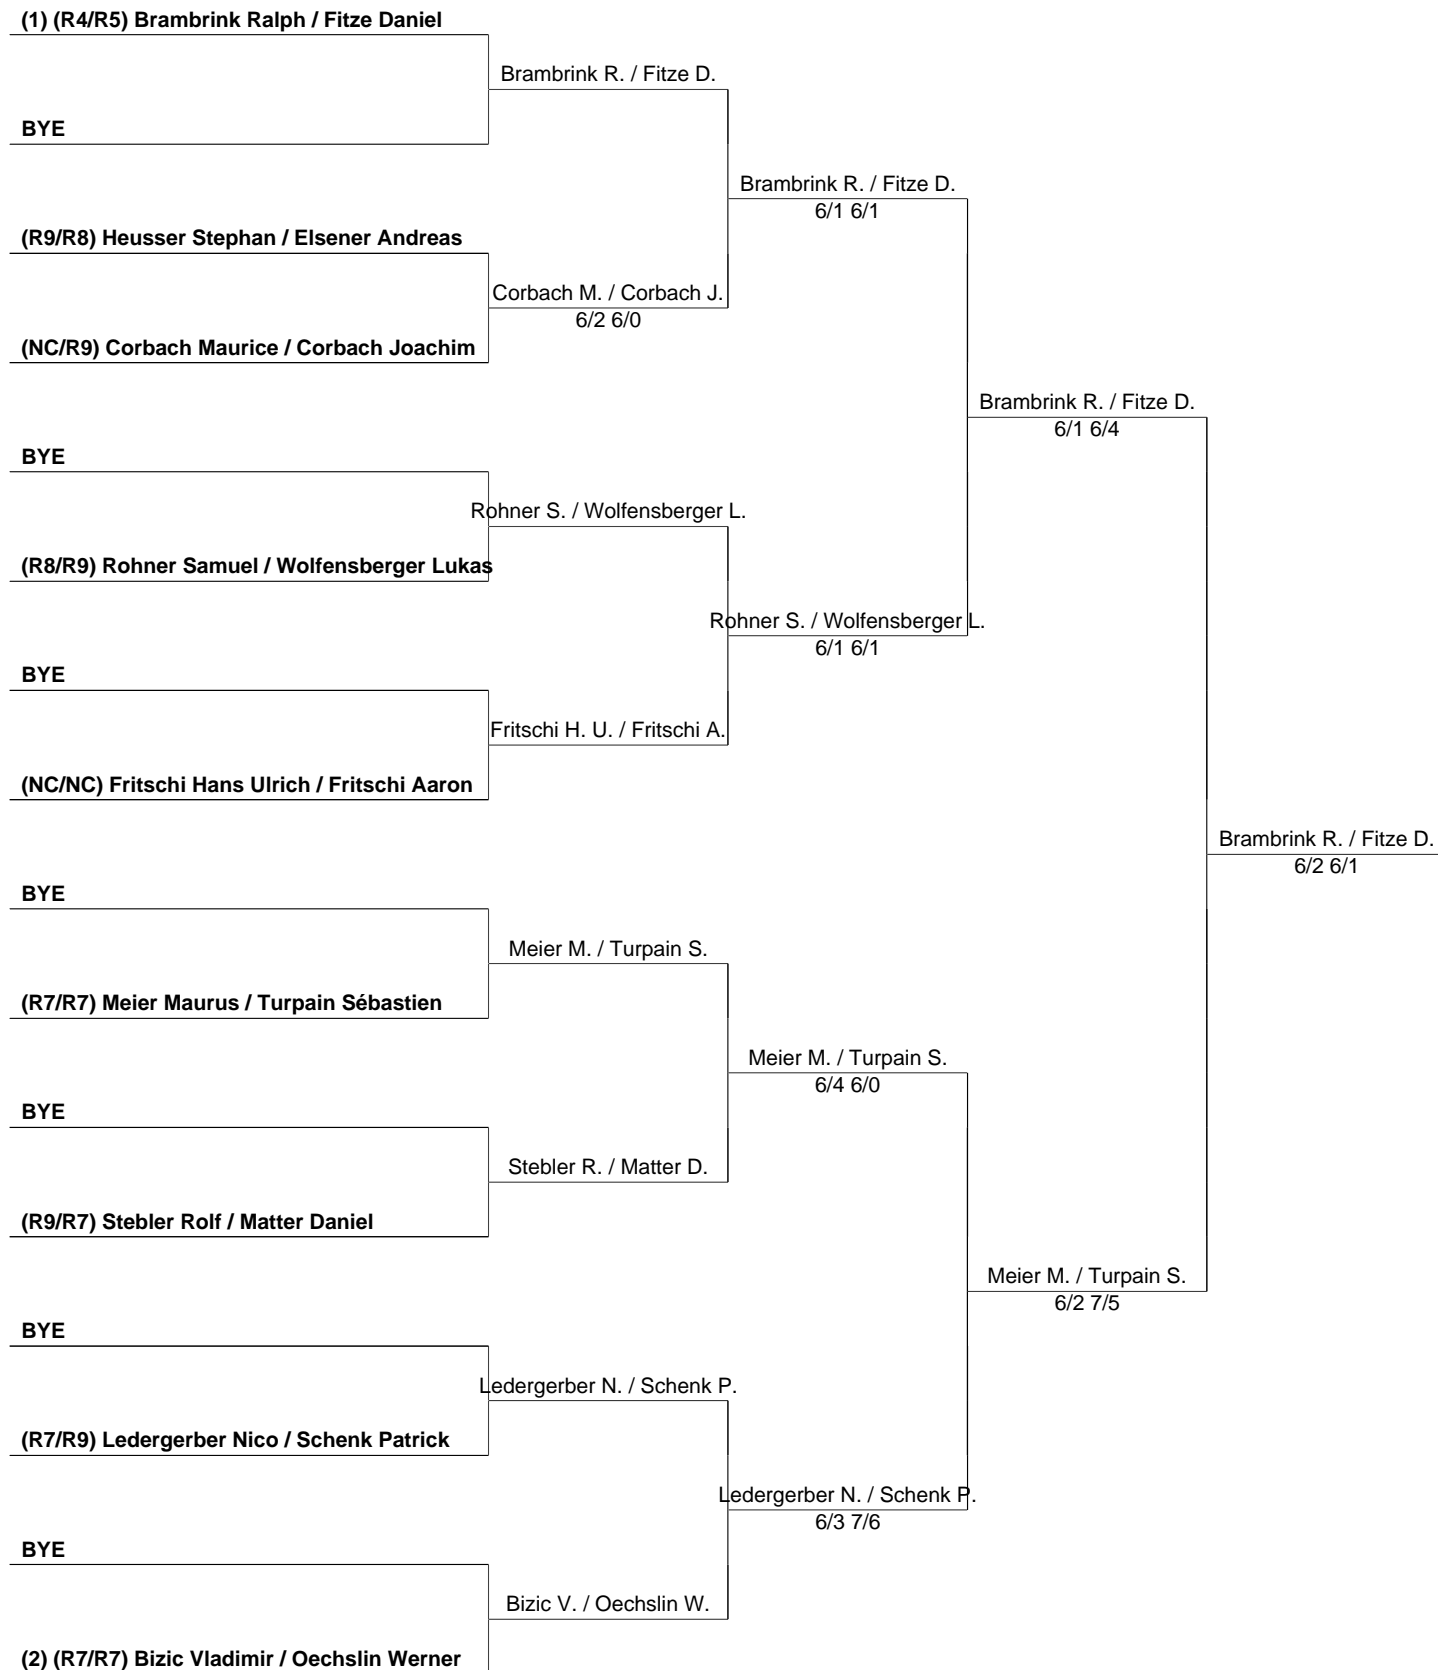 (1) (R4/R5) Brambrink Ralph / Fitze Daniel
Brambrink R. / Fitze D.
BYE
Brambrink R. / Fitze D.
6/1 6/1
(R9/R8) Heusser Stephan / Elsener Andreas
Corbach M. / Corbach J.
6/2 6/0
(NC/R9) Corbach Maurice / Corbach Joachim
Brambrink R. / Fitze D.
6/1 6/4
BYE
Rohner S. / Wolfensberger L.
(R8/R9) Rohner Samuel / Wolfensberger Lukas
Rohner S. / Wolfensberger L.
6/1 6/1
BYE
Fritschi H. U. / Fritschi A.
(NC/NC) Fritschi Hans Ulrich / Fritschi Aaron
Brambrink R. / Fitze D.
6/2 6/1
BYE
Meier M. / Turpain S.
(R7/R7) Meier Maurus / Turpain Sébastien
Meier M. / Turpain S.
6/4 6/0
BYE
Stebler R. / Matter D.
(R9/R7) Stebler Rolf / Matter Daniel
Meier M. / Turpain S.
6/2 7/5
BYE
Ledergerber N. / Schenk P.
(R7/R9) Ledergerber Nico / Schenk Patrick
Ledergerber N. / Schenk P.
6/3 7/6
BYE
Bizic V. / Oechslin W.
(2) (R7/R7) Bizic Vladimir / Oechslin Werner